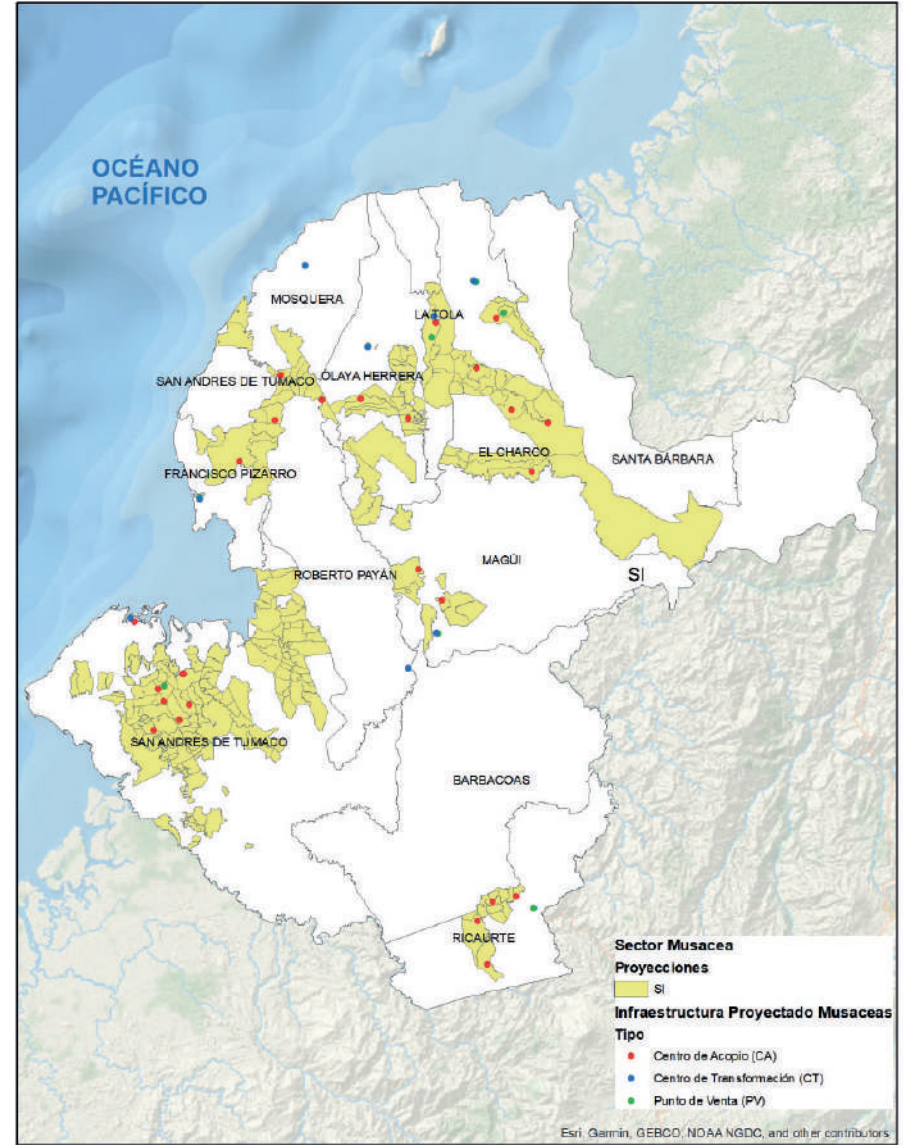 OCÉANO
PACÍFICO
MOSQUERA
LA TOLA
SAN ANDRES DE TUMACO
OLAYA HERRERA
EL CHARCO
SANTA BÁRBARA
FRANCISCO PIZARRO
MAGÜI
ROBERTO PAYÁN
SI
SAN ANDRES DE TUMACO
BARBACOAS
RICAURTE
Sector Musacea
Proyecciones
SI
Infraestructura Proyectado Musaceas
Tipo
Centro de Acopio (CA)
Centro de Transformación (CT)
Punto de Venta (PV)
Esri, Garmin, GEBCO, NOAA NGDC, and other contributors